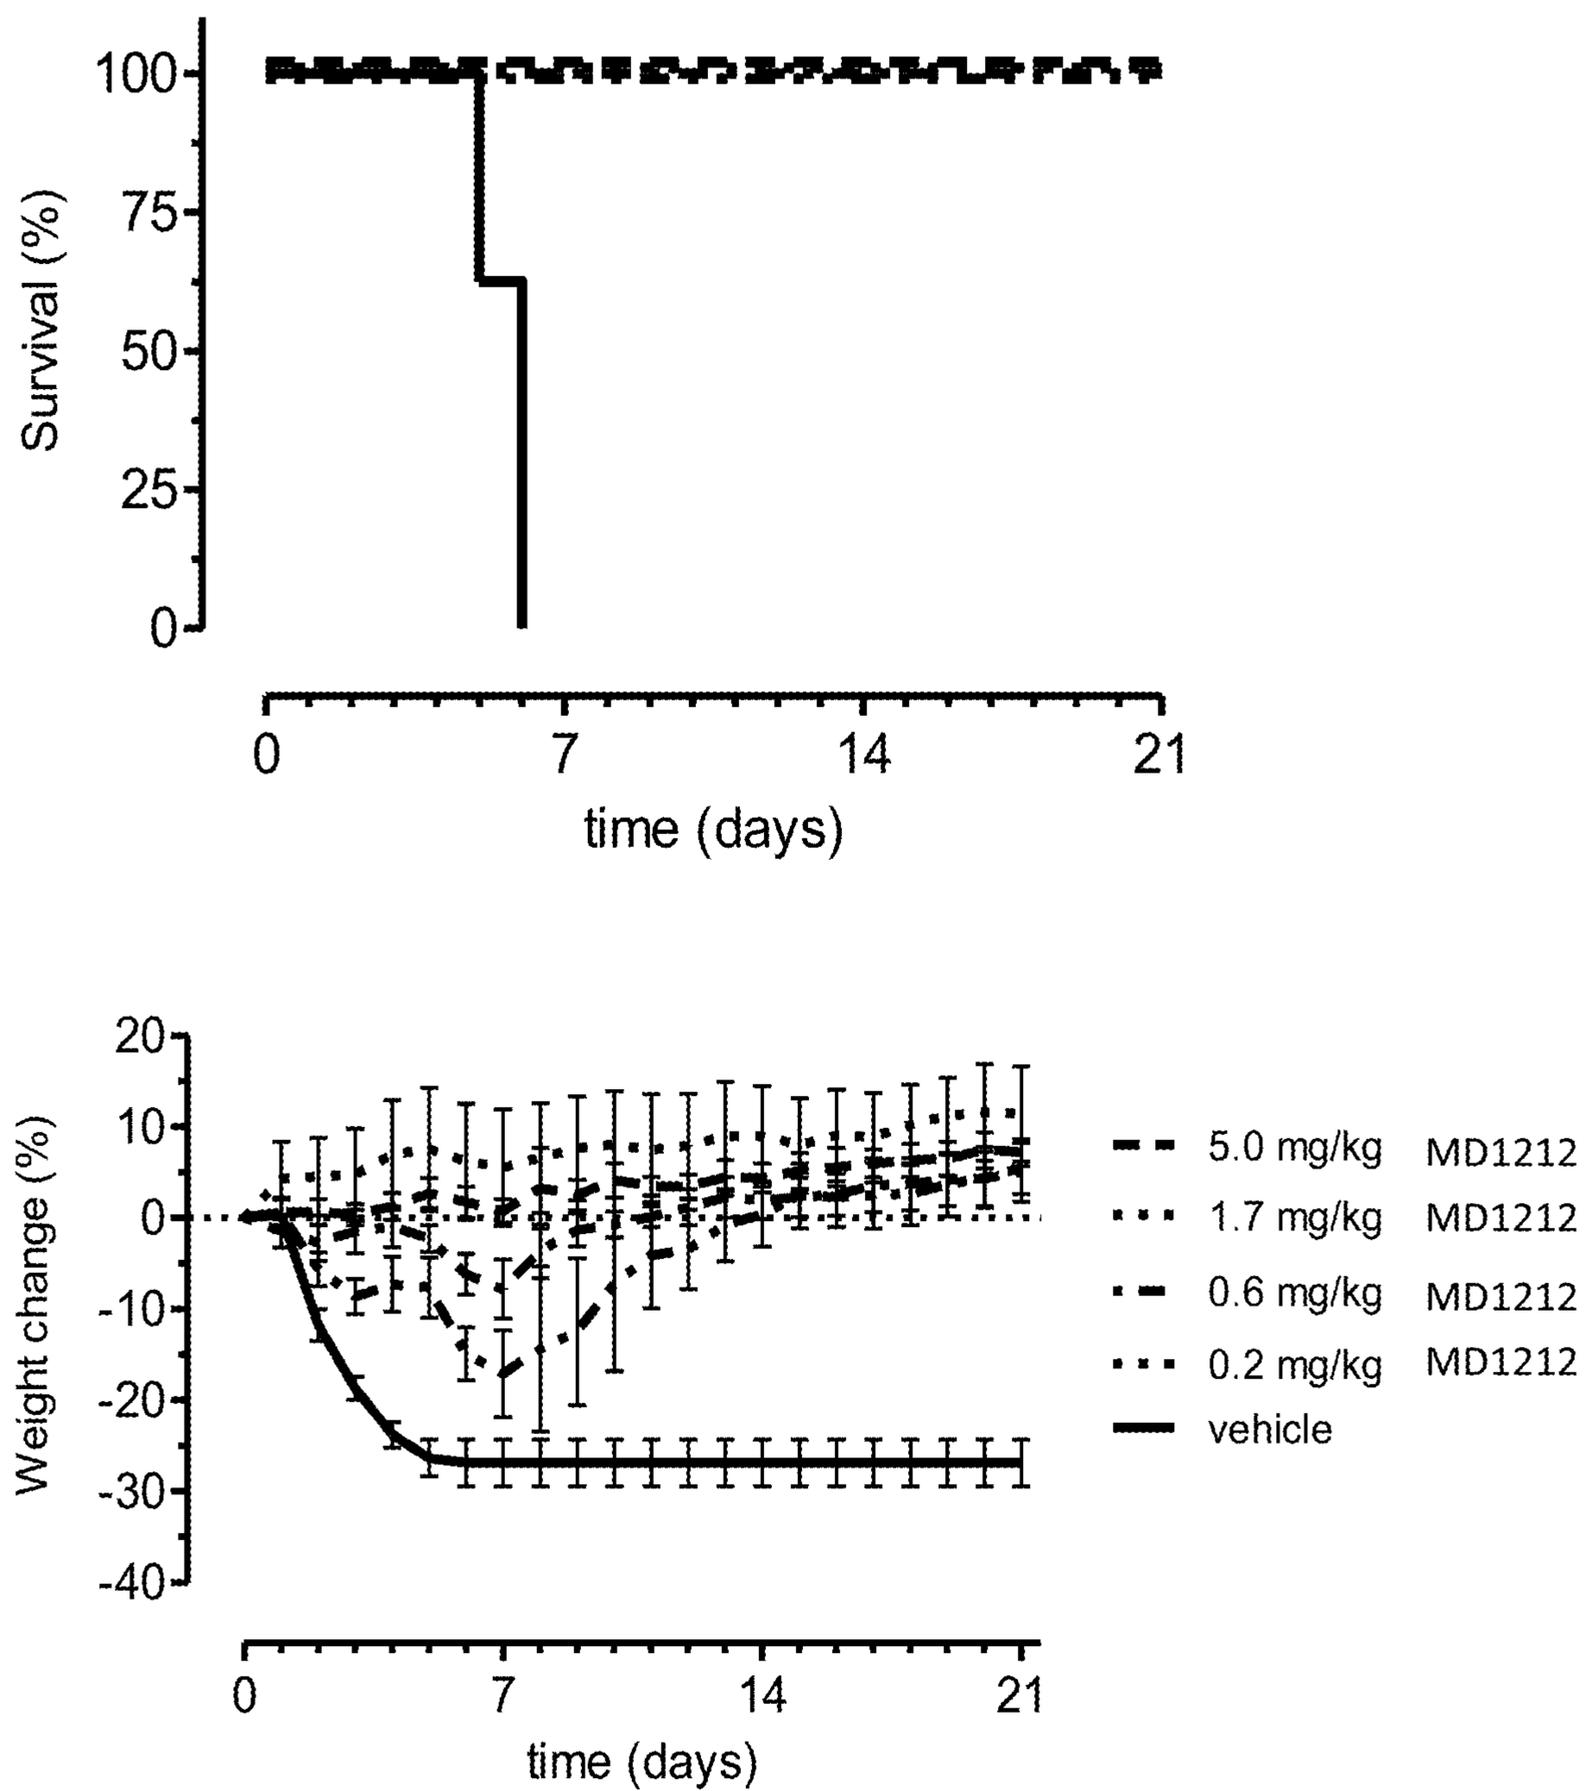 Survival (%)
100
75
50
25
0
0 7 14 21
time (days)
Weight change (%)
20
10
0
-10
-20
-30
-40
0 7 14 21
time (days)
5.0 mg/kg MD1212
1.7 mg/kg MD1212
0.6 mg/kg MD1212
0.2 mg/kg MD1212
vehicle